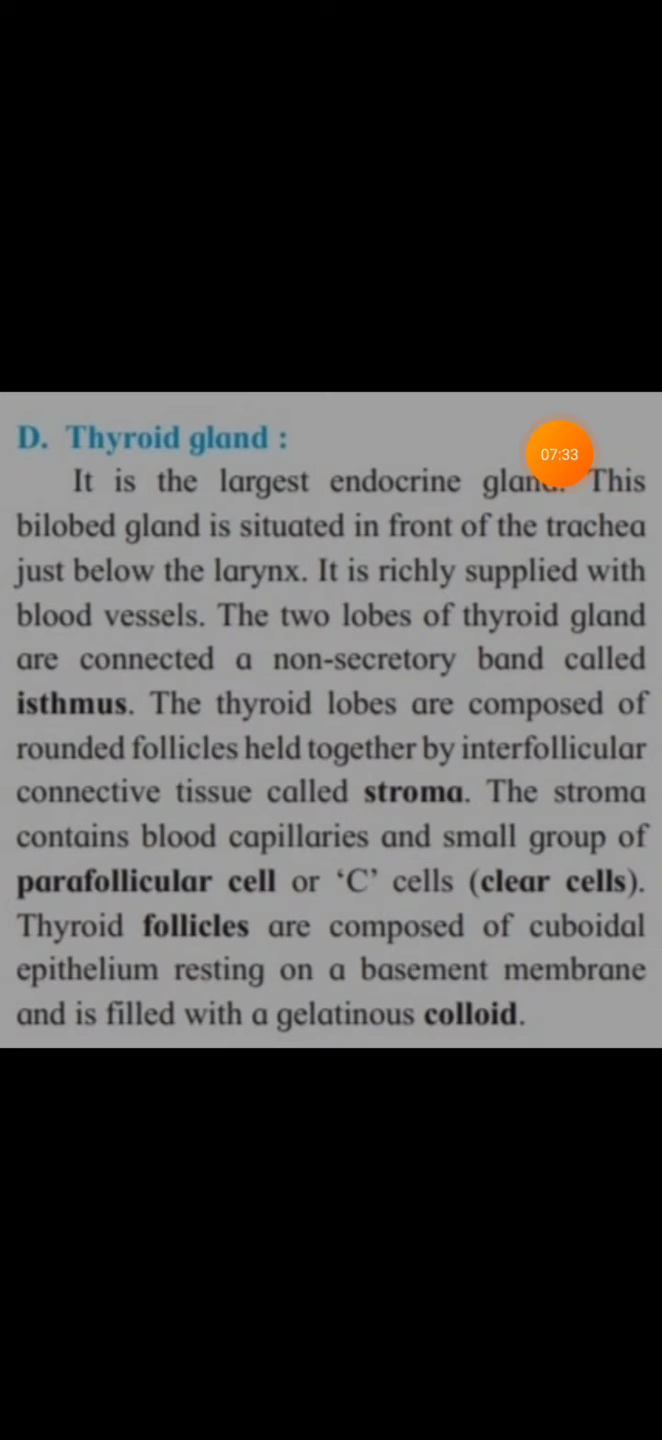 D. Thyroid gland :
07:33
It is the largest endocrine gland. This
bilobed gland is situated in front of the trachea
just below the larynx. It is richly supplied with
blood vessels. The two lobes of thyroid gland
are connected a non-secretory band called
isthmus. The thyroid lobes are composed of
rounded follicles held together by interfollicular
connective tissue called stroma. The stroma
contains blood capillaries and small group of
parafollicular cell or ‘C’ cells (clear cells).
Thyroid follicles are composed of cuboidal
epithelium resting on a basement membrane
and is filled with a gelatinous colloid.